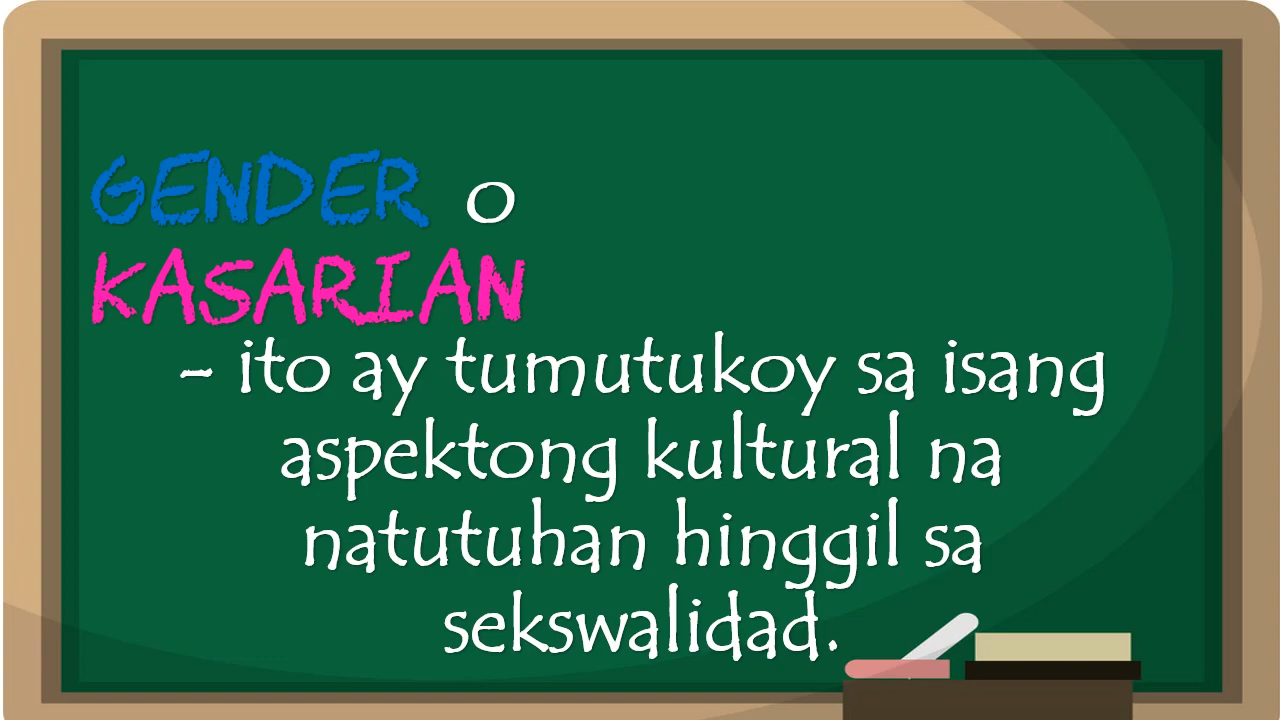 GENDER o
KASARIAN
- ito ay tumutukoy sa isang
aspektong kultural na
natutuhan hinggil sa
sekswalidad.